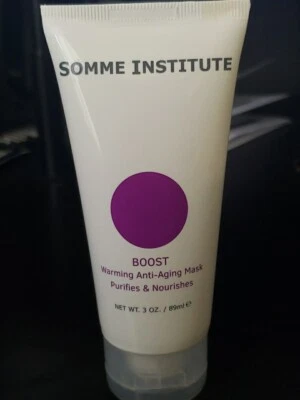 SOMME INSTITUTE
BOOST
Warming Anti-Aging Mask
Purifies & Nourishes
NET WT. 3 OZ. / 89ml ℮